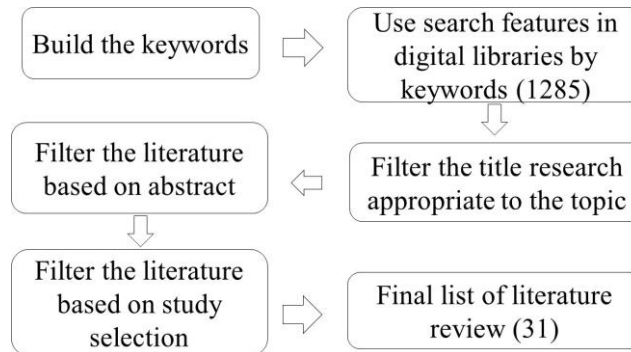 Build the keywords
Use search features in
digital libraries by
keywords (1285)
Filter the title research
appropriate to the topic
Filter the literature
based on abstract
Filter the literature
based on study
selection
Final list of literature
review (31)